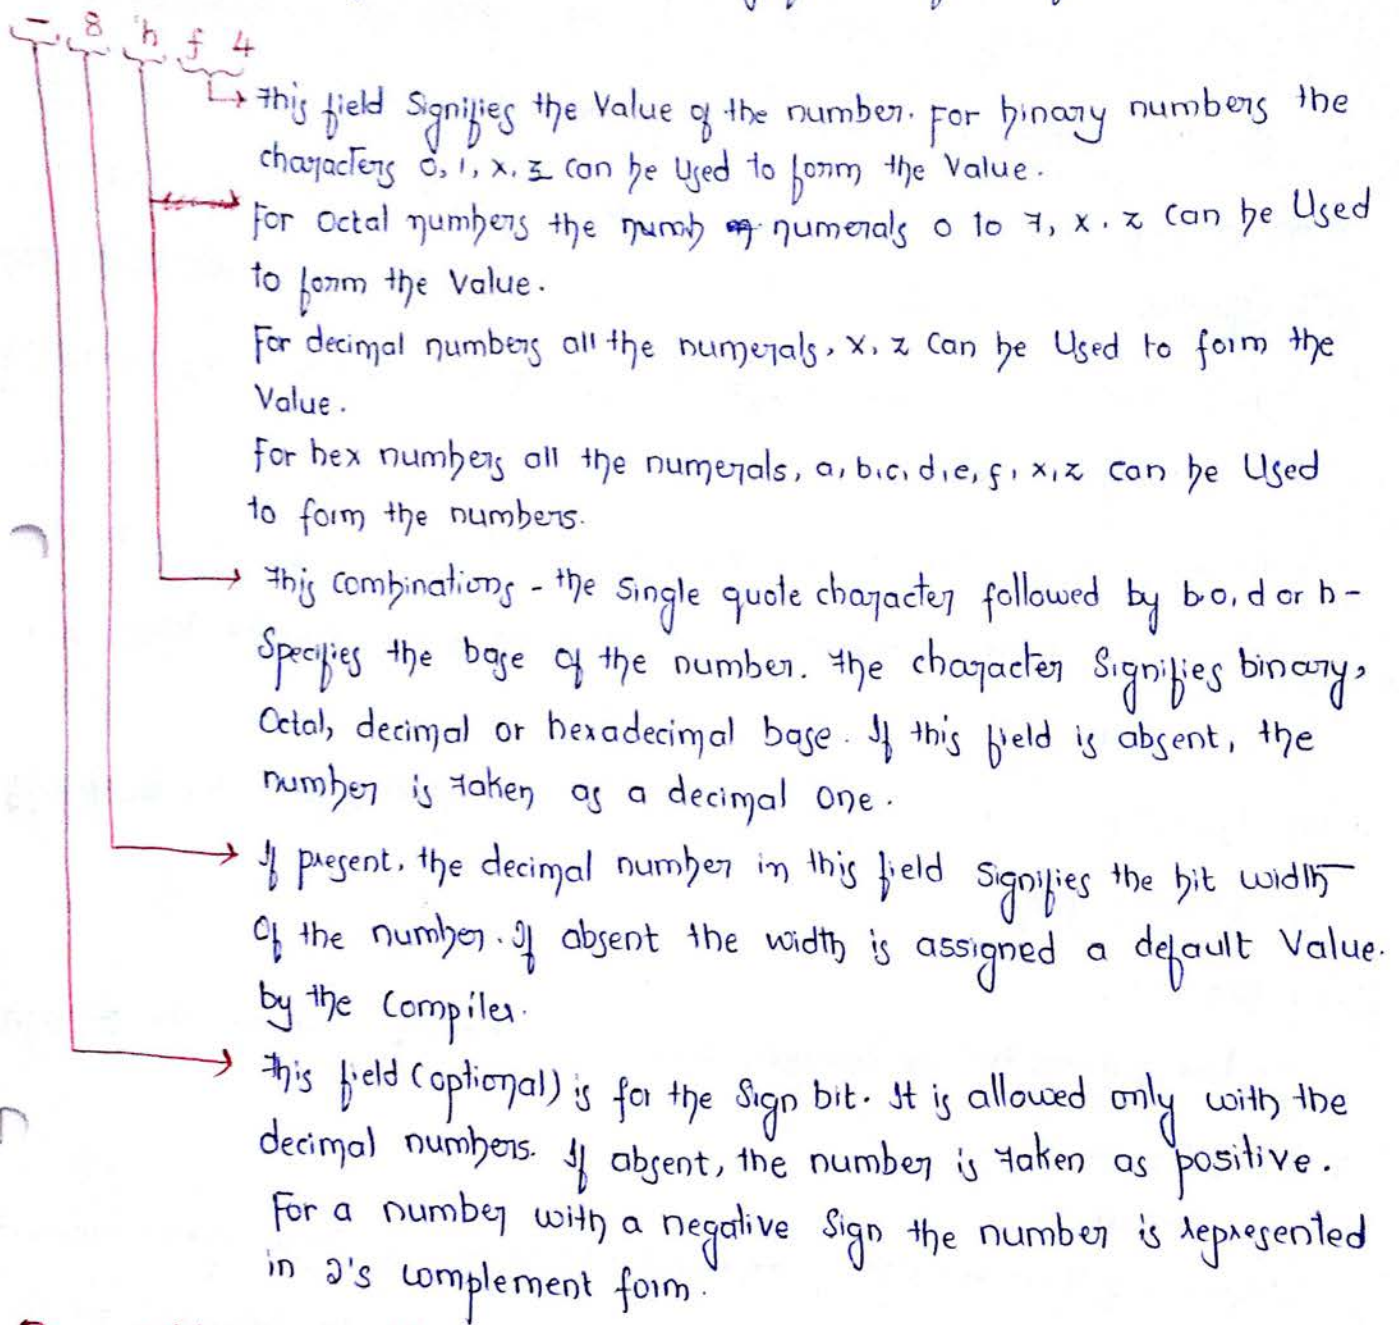 - 8 'h f 4
This field Signifies the Value of the number. For binary numbers the
characters 0, 1, x, z can be Used to form the Value.
For Octal numbers the numb of numerals 0 to 7, x, z can be Used
to form the Value.
For decimal numbers all the numerals, x, z Can be Used to form the
Value.
For hex numbers all the numerals, a, b, c, d, e, f, x, z can be Used
to form the numbers.
This combinations - the Single quote character followed by b, o, d or h -
Specifies the base of the number. The character Signifies binary,
Octal, decimal or hexadecimal base. If this field is absent, the
number is taken as a decimal one.
If present, the decimal number in this field Signifies the bit width
Of the number. If absent the width is assigned a default Value.
by the Compiler.
This field (optional) is for the Sign bit. It is allowed only with the
decimal numbers. If absent, the number is taken as positive.
For a number with a negative Sign the number is represented
in 2's complement form.